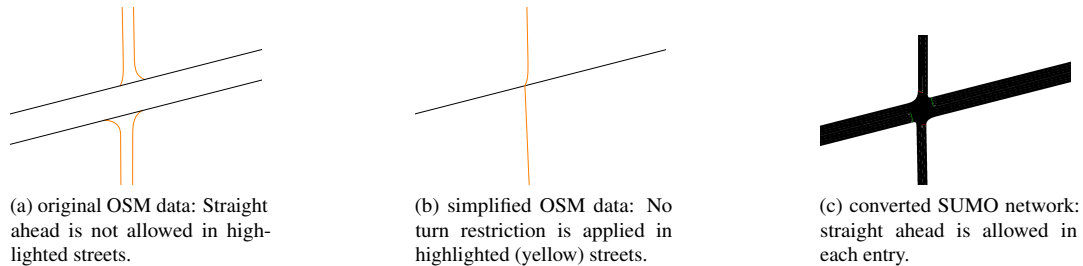 (a) original OSM data: Straight
ahead is not allowed in high-
lighted streets.
(b) simplified OSM data: No
turn restriction is applied in
highlighted (yellow) streets.
(c) converted SUMO network:
straight ahead is allowed in
each entry.